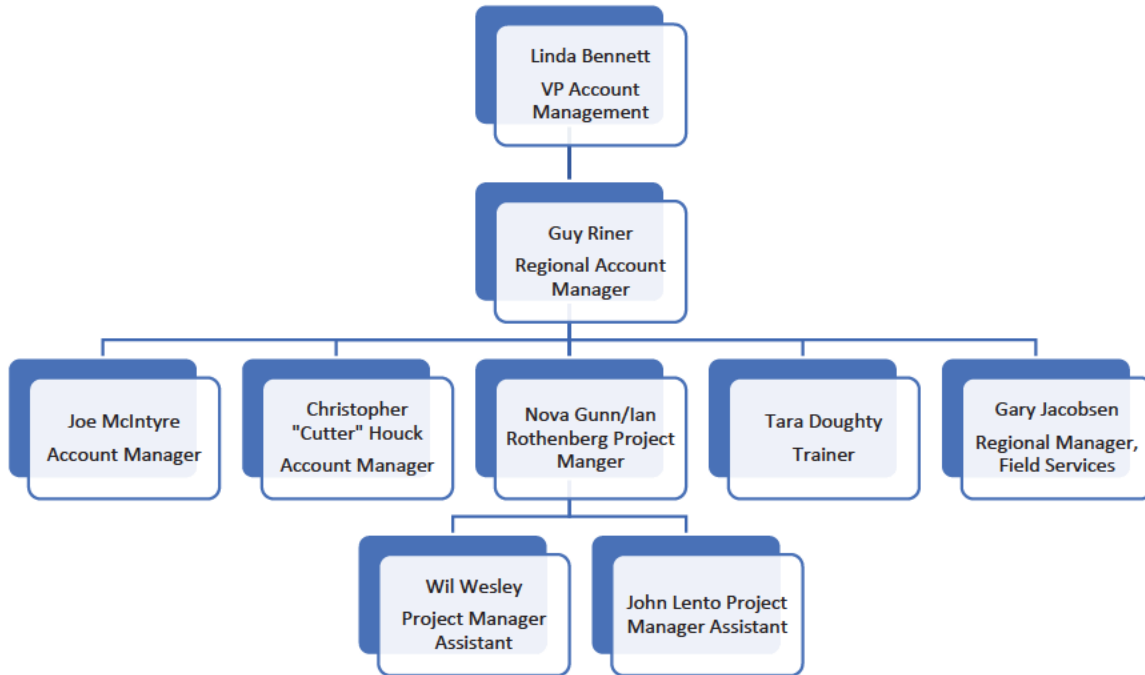 Linda Bennett
VP Account
Management
Guy Riner
Regional Account
Manager
Joe McIntyre
Account Manager
Christopher
"Cutter" Houck
Account Manager
Nova Gunn/Ian
Rothenberg Project
Manger
Tara Doughty
Trainer
Gary Jacobsen
Regional Manager,
Field Services
Wil Wesley
Project Manager
Assistant
John Lento Project
Manager Assistant